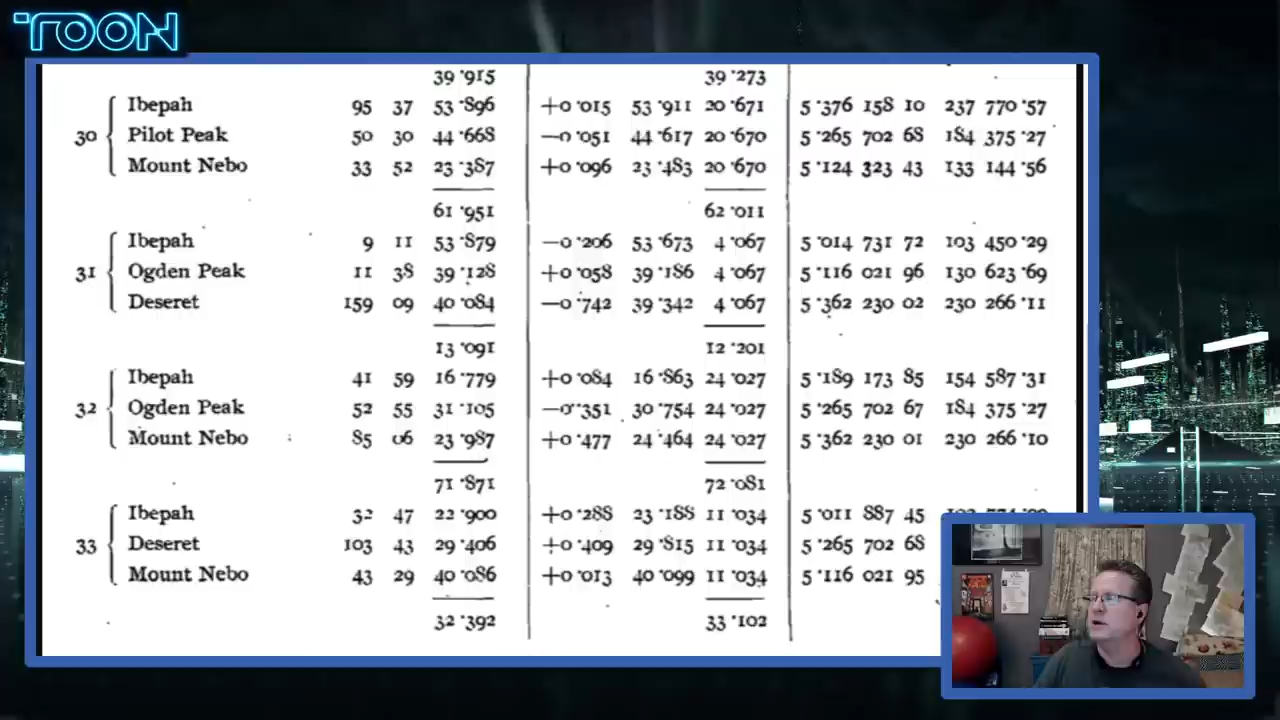 TOON
39 ·915 39 ·273
Ibepah 95 37 53 ·896 +0 ·015 53 ·911 20 ·671 5 ·376 158 10 237 770 ·57
30 Pilot Peak 50 30 44 ·668 —0 ·051 44 ·617 20 ·670 5 ·265 702 68 184 375 ·27
Mount Nebo 33 52 23 ·387 +0 ·096 23 ·483 20 ·670 5 ·124 323 43 133 144 ·56
61 ·951 62 ·011
Ibepah 9 11 53 ·879 —0 ·206 53 ·673 4 ·067 5 ·014 731 72 103 450 ·29
31 Ogden Peak 11 38 39 ·128 +0 ·058 39 ·186 4 ·067 5 ·116 021 96 130 623 ·69
Deseret 159 09 40 ·084 —0 ·742 39 ·342 4 ·067 5 ·362 230 02 230 266 ·11
13 ·091 12 ·201
Ibepah 41 59 16 ·779 +0 ·084 16 ·863 24 ·027 5 ·189 173 85 154 587 ·31
32 Ogden Peak 52 55 31 ·105 —0 ·351 30 ·754 24 ·027 5 ·265 702 67 184 375 ·27
Mount Nebo 85 06 23 ·987 +0 ·477 24 ·464 24 ·027 5 ·362 230 01 230 266 ·10
71 ·871 72 ·081
Ibepah 32 47 22 ·900 +0 ·288 23 ·188 11 ·034 5 ·011 887 45
33 Deseret 103 43 29 ·406 +0 ·409 29 ·815 11 ·034 5 ·265 702 68
Mount Nebo 43 29 40 ·086 +0 ·013 40 ·099 11 ·034 5 ·116 021 95
32 ·392 33 ·102